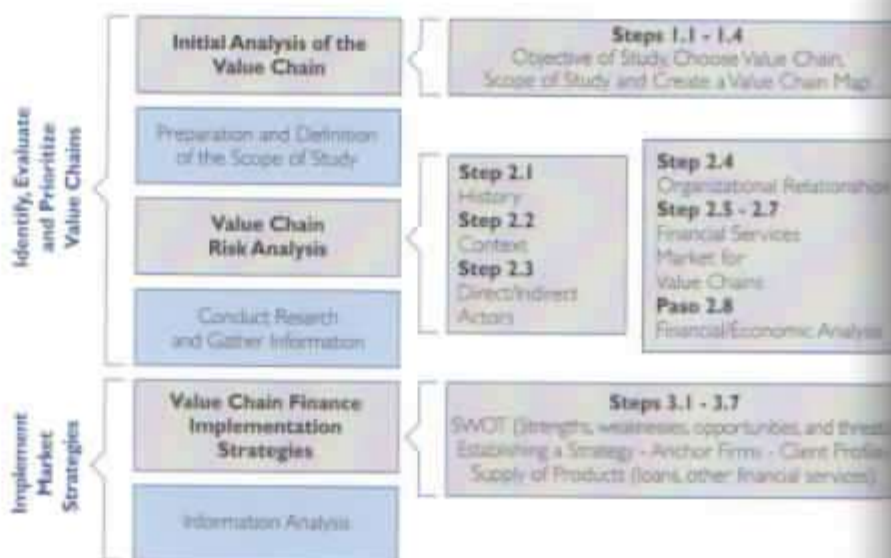 Identify, Evaluate
and Prioritize
Value Chains
Initial Analysis of the
Value Chain
Steps 1.1 - 1.4
Objective of Study, Choose Value Chain,
Scope of Study and Create a Value Chain Map
Preparation and Definition
of the Scope of Study
Value Chain
Risk Analysis
Step 2.1
History
Step 2.2
Context
Step 2.3
Direct/Indirect
Actors
Step 2.4
Organizational Relationship
Step 2.5 - 2.7
Financial Services
Market for
Value Chains
Paso 2.8
Financial/Economic Analysis
Conduct Resarch
and Gather Information
Implement
Market
Strategies
Value Chain Finance
Implementation
Strategies
Steps 3.1 - 3.7
SWOT (Strengths, weaknesses, opportunities, and threats
Establishing a Strategy - Anchor Firms - Client Profile
Supply of Products (loans, other financial services)
Information Analysis